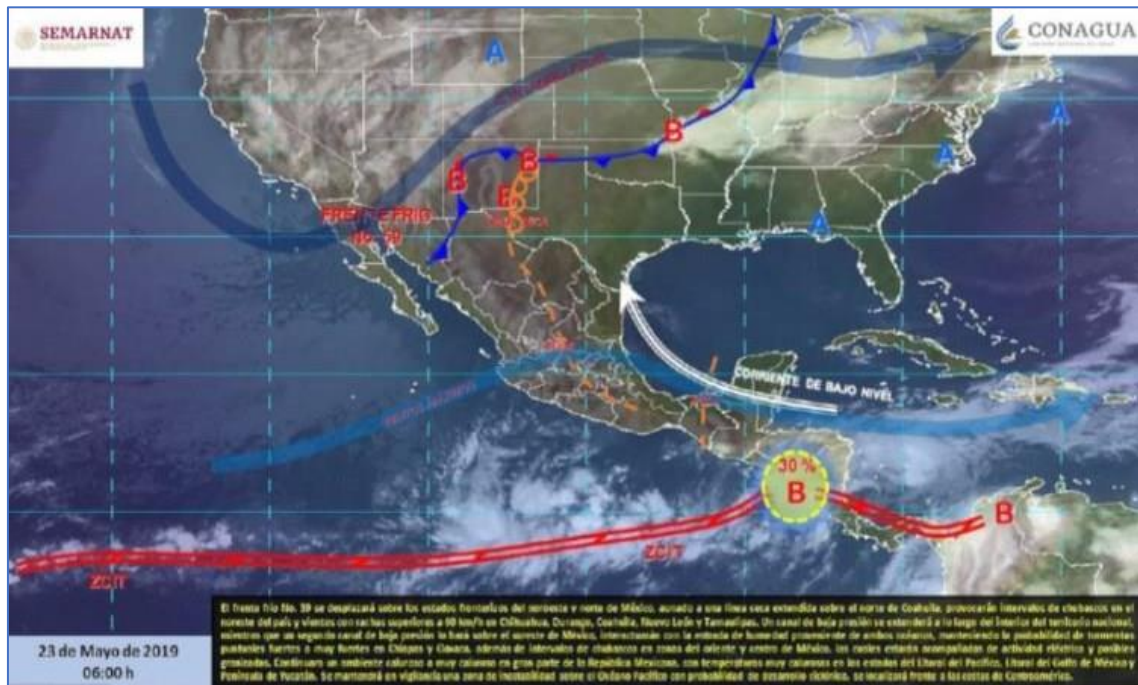 SEMARNAT
CONAGUA
A
A
A
A
B
B
B
B
FRENTE FRÍO
No. 59
CORRIENTE DE BAJO NIVEL
30 %
B
B
ZCIT
ZCIT
23 de Mayo de 2019
06:00 h
El frente frío No. 59 se desplazará sobre los estados fronterizos del noroeste y norte de México, aunado a una línea seca extendida sobre el norte de Coahuila, provocarán intervalos de chubascos en el
noreste del país y vientos con rachas superiores a 60 km/h en Chihuahua, Durango, Coahuila, Nuevo León y Tamaulipas. Un canal de baja presión se extenderá a lo largo del interior del territorio nacional,
mientras que un segundo canal de baja presión lo hará sobre el sureste de México, interactuarán con la entrada de humedad proveniente de ambos océanos, manteniendo la probabilidad de tormentas
puntuales fuertes a muy fuertes en Chiapas y Oaxaca, además de intervalos de chubascos en zonas del oriente y centro de México, las cuales estarán acompañadas de actividad eléctrica y posibles
granizadas. Continuará un ambiente caluroso a muy caluroso en gran parte de la República Mexicana, con temperaturas muy calurosas en los estados del Litoral del Pacífico, Litoral del Golfo de México y
Península de Yucatán. Se mantendrá en vigilancia una zona de inestabilidad sobre el Océano Pacífico con probabilidad de desarrollo ciclónico, se localizará frente a las costas de Centroamérica.